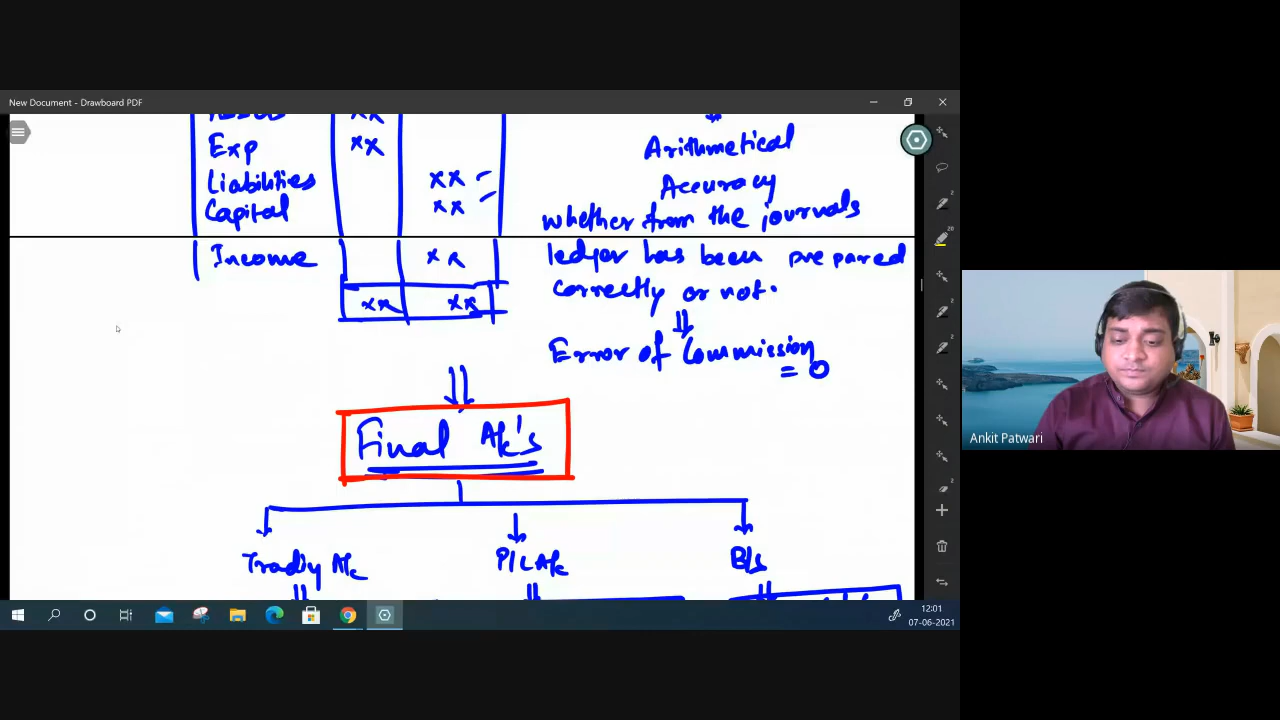 New Document - Drawboard PDF
xx
Exp xx
Liabilities xx
Capital xx
Income xx
xx xx
Arithmetical
Accuracy
whether from the journals
ledger has been prepared
correctly or not.
Error of Commission
= 0
Final A/c's
Trading A/c P/L A/c B/s
Ankit Patwari
12:01
07-06-2021